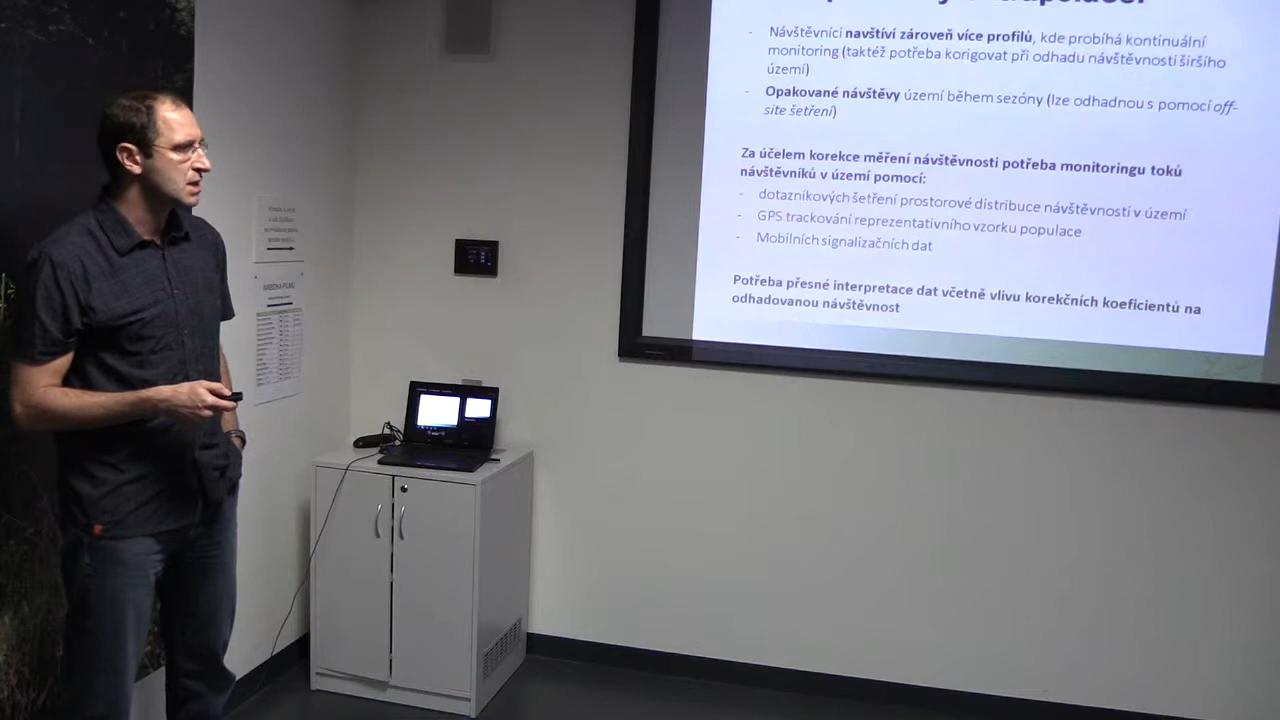 - Návštěvníci navštíví zároveň více profilů, kde probíhá kontinuální
monitoring (taktéž potřeba korigovat při odhadu návštěvnosti širšího
území)
- Opakované návštěvy území během sezóny (lze odhadnou s pomocí off-
site šetření)
Za účelem korekce měření návštěvnosti potřeba monitoringu toků
návštěvníků v území pomocí:
- dotazníkových šetření prostorové distribuce návštěvnosti v území
- GPS trackování reprezentativního vzorku populace
- Mobilních signalizačních dat
Potřeba přesné interpretace dat včetně vlivu korekčních koeficientů na
odhadovanou návštěvnost
NABÍDKA FILMŮ